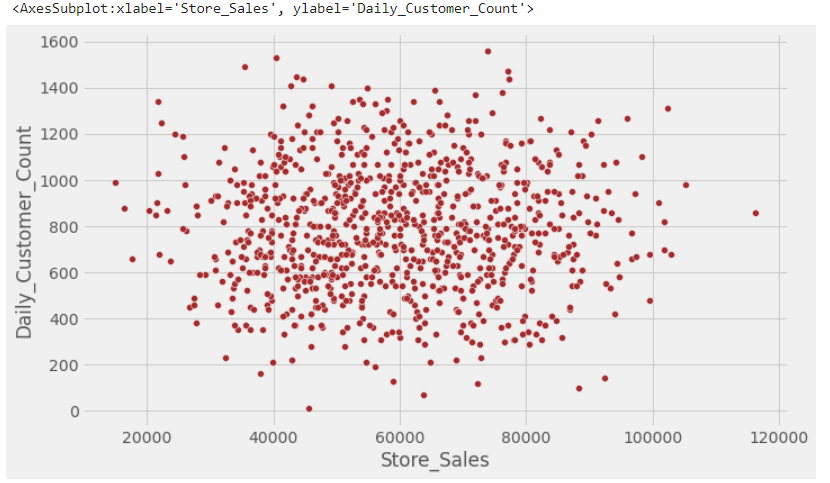 <AxesSubplot:xlabel='Store_Sales', ylabel='Daily_Customer_Count'>
1600
1400
1200
1000
800
600
400
200
0
Daily_Customer_Count
20000 40000 60000 80000 100000 120000
Store_Sales